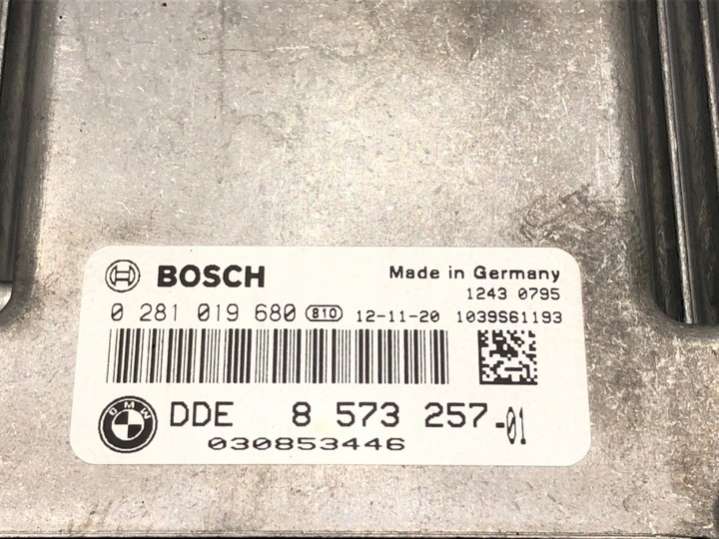 BOSCH
Made in Germany
1243 0795
0 281 019 680 B10 12-11-20 1039S61193
BMW
DDE 8 573 257-01
030853446